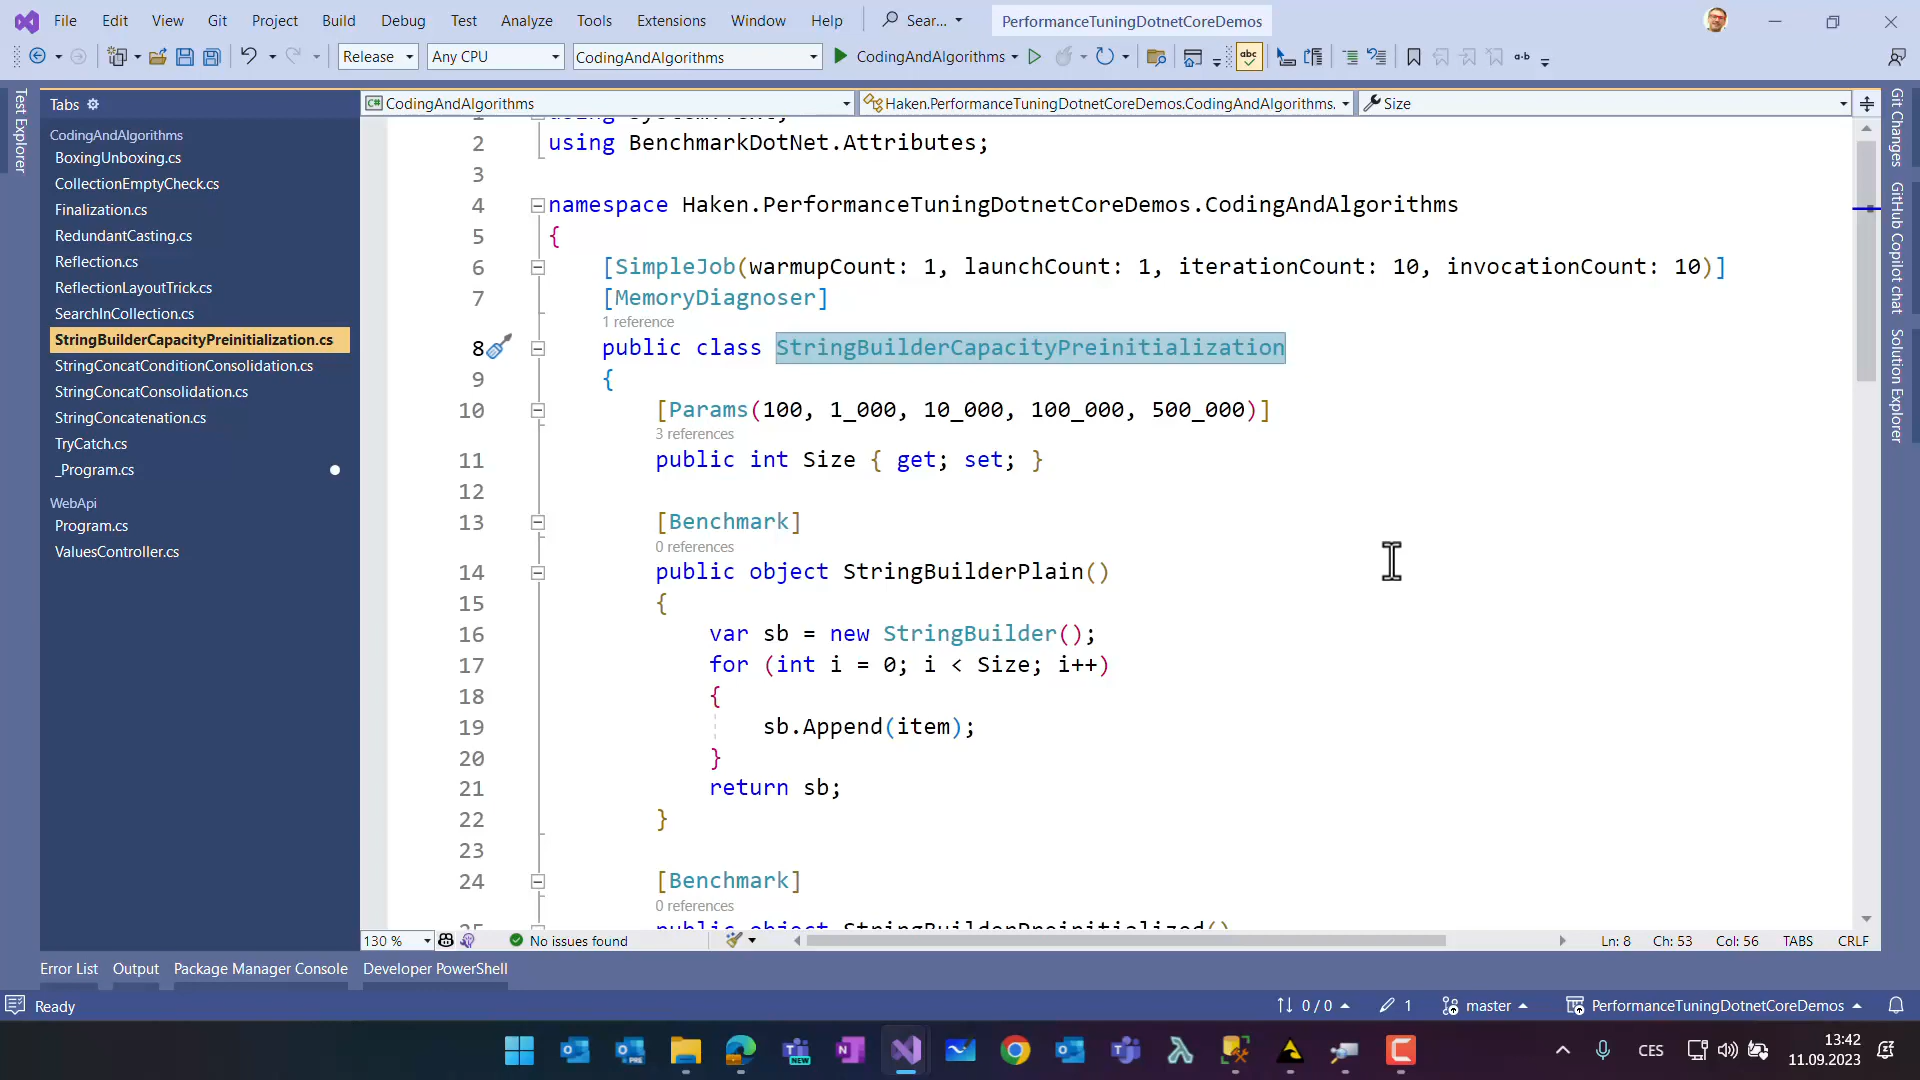 File Edit View Git Project Build Debug Test Analyze Tools Extensions Window Help Sear... PerformanceTuningDotnetCoreDemos
Release Any CPU CodingAndAlgorithms CodingAndAlgorithms
Test Explorer
Tabs
CodingAndAlgorithms
BoxingUnboxing.cs
CollectionEmptyCheck.cs
Finalization.cs
RedundantCasting.cs
Reflection.cs
ReflectionLayoutTrick.cs
SearchInCollection.cs
StringBuilderCapacityPreinitialization.cs
StringConcatConditionConsolidation.cs
StringConcatConsolidation.cs
StringConcatenation.cs
TryCatch.cs
_Program.cs
WebApi
Program.cs
ValuesController.cs
CodingAndAlgorithms Haken.PerformanceTuningDotnetCoreDemos.CodingAndAlgorithms. Size
2 using BenchmarkDotNet.Attributes;
3
4 namespace Haken.PerformanceTuningDotnetCoreDemos.CodingAndAlgorithms
5 {
6 [SimpleJob(warmupCount: 1, launchCount: 1, iterationCount: 10, invocationCount: 10)]
7 [MemoryDiagnoser]
1 reference
8 public class StringBuilderCapacityPreinitialization
9 {
10 [Params(100, 1_000, 10_000, 100_000, 500_000)]
3 references
11 public int Size { get; set; }
12
13 [Benchmark]
0 references
14 public object StringBuilderPlain()
15 {
16 var sb = new StringBuilder();
17 for (int i = 0; i < Size; i++)
18 {
19 sb.Append(item);
20 }
21 return sb;
22 }
23
24 [Benchmark]
0 references
25 public object StringBuilderPreinitialized()
Git Changes
GitHub Copilot chat
Solution Explorer
130 % No issues found Ln: 8 Ch: 53 Col: 56 TABS CRLF
Error List Output Package Manager Console Developer PowerShell
Ready 0 / 0 1 master PerformanceTuningDotnetCoreDemos
CES 13:42
11.09.2023